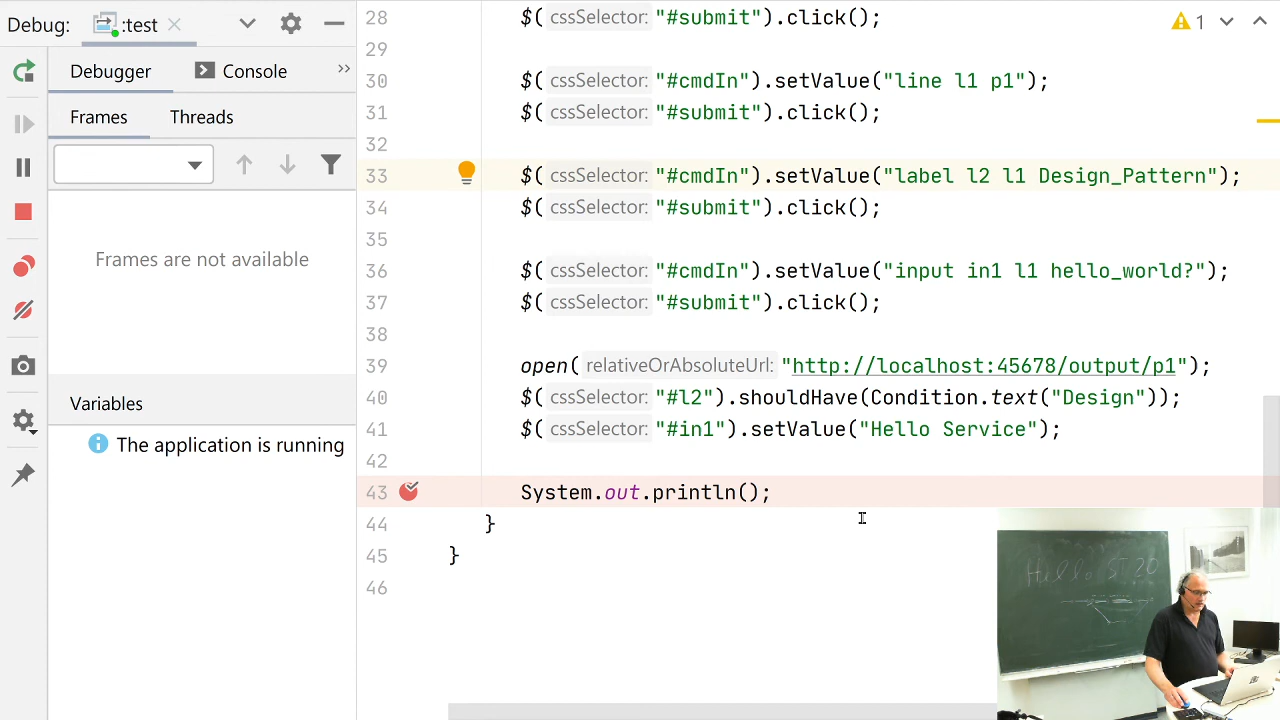 Debug: :test
Debugger Console
Frames Threads
Frames are not available
Variables
The application is running
1
28 $( cssSelector: "#submit").click();
29
30 $( cssSelector: "#cmdIn").setValue("line l1 p1");
31 $( cssSelector: "#submit").click();
32
33 $( cssSelector: "#cmdIn").setValue("label l2 l1 Design_Pattern");
34 $( cssSelector: "#submit").click();
35
36 $( cssSelector: "#cmdIn").setValue("input in1 l1 hello_world?");
37 $( cssSelector: "#submit").click();
38
39 open( relativeOrAbsoluteUrl: "http://localhost:45678/output/p1");
40 $( cssSelector: "#l2").shouldHave(Condition.text("Design"));
41 $( cssSelector: "#in1").setValue("Hello Service");
42
43 System.out.println();
44 }
45 }
46
Hello